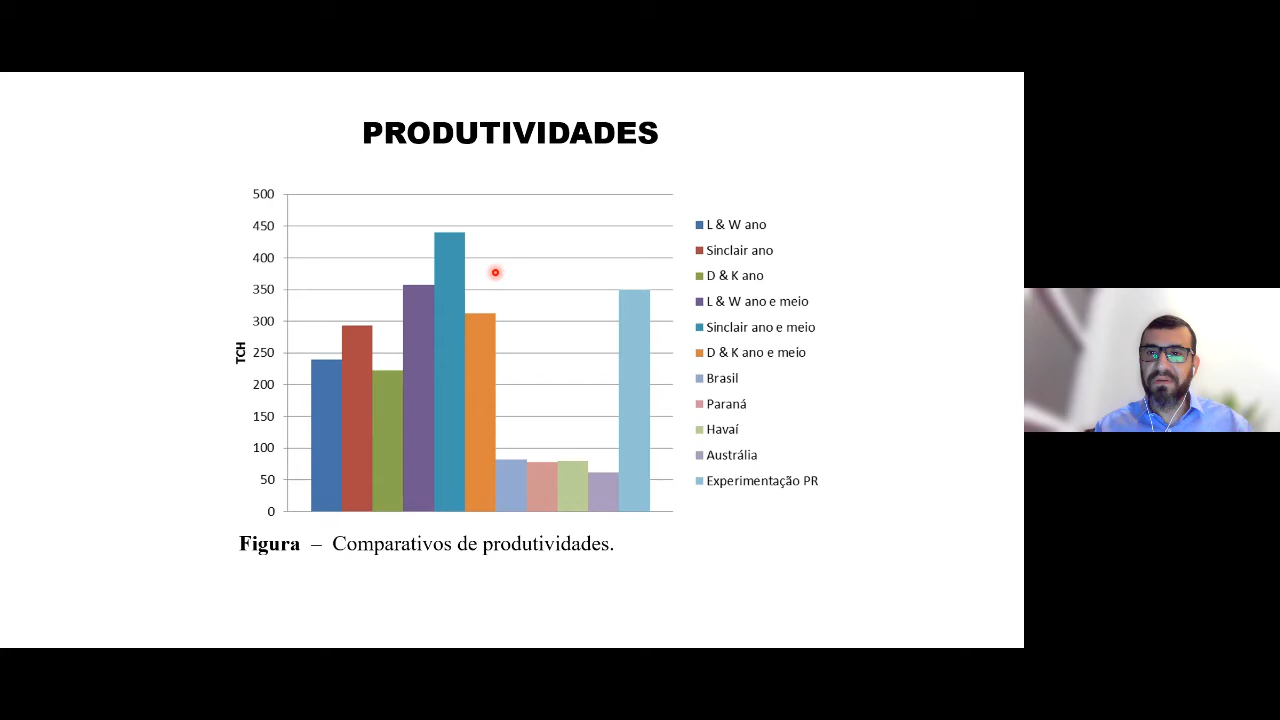 PRODUTIVIDADES
500
450
400
350
300
250
200
150
100
50
0
TCH
L & W ano
Sinclair ano
D & K ano
L & W ano e meio
Sinclair ano e meio
D & K ano e meio
Brasil
Paraná
Havaí
Austrália
Experimentação PR
Figura – Comparativos de produtividades.